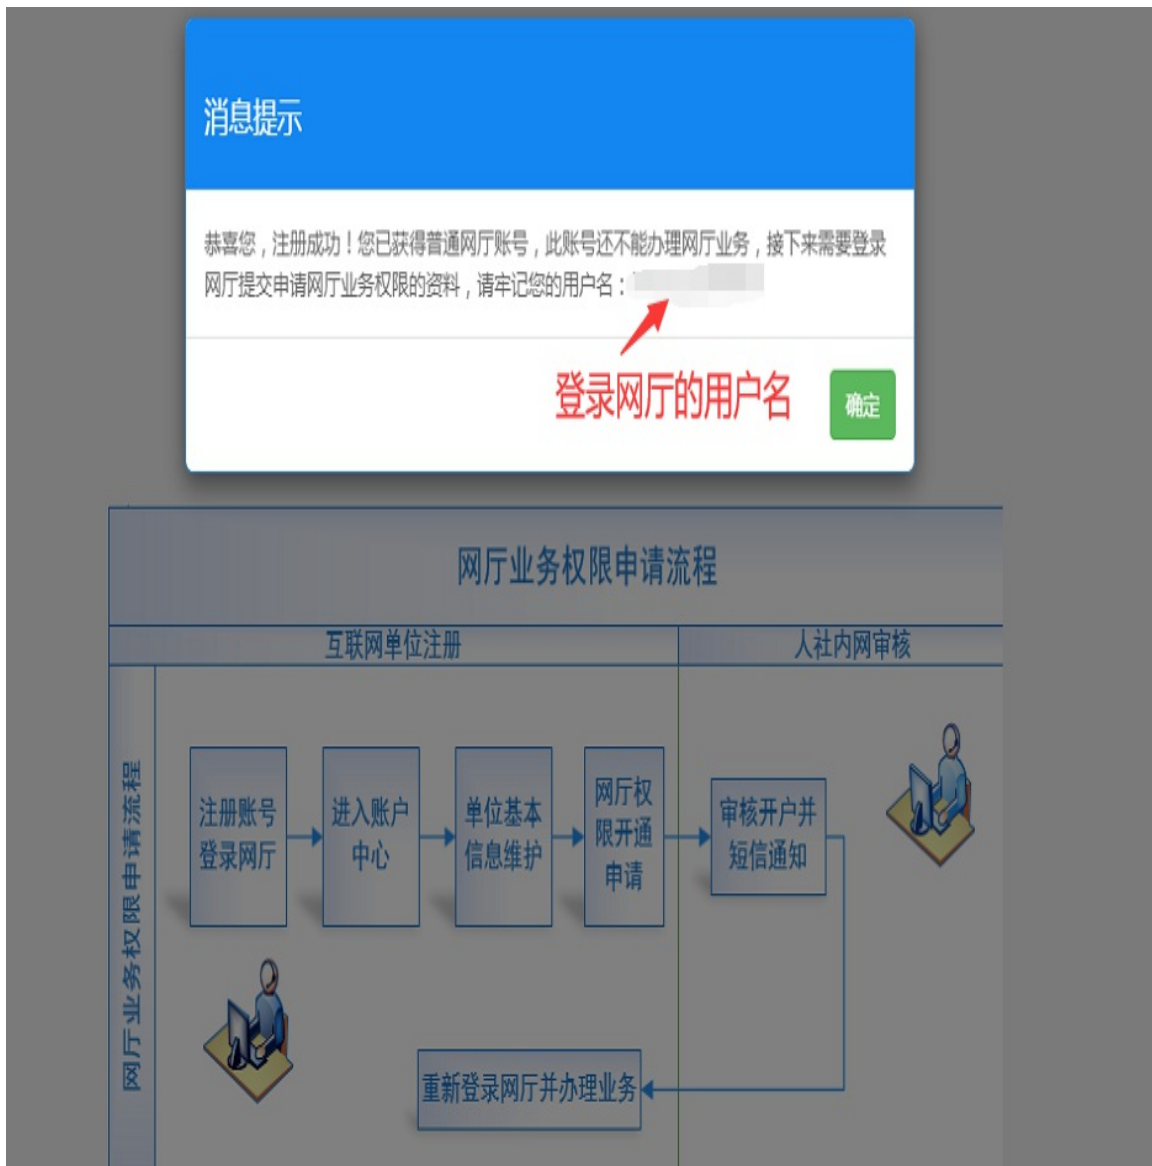 消息提示
恭喜您，注册成功！您已获得普通网厅账号，此账号还不能办理网厅业务，接下来需要登录
网厅提交申请网厅业务权限的资料，请牢记您的用户名：
登录网厅的用户名
确定
网厅业务权限申请流程
互联网单位注册
人社内网审核
网厅业务权限申请流程
注册账号
登录网厅
进入账户
中心
单位基本
信息维护
网厅权
限开通
申请
审核开户并
短信通知
重新登录网厅并办理业务